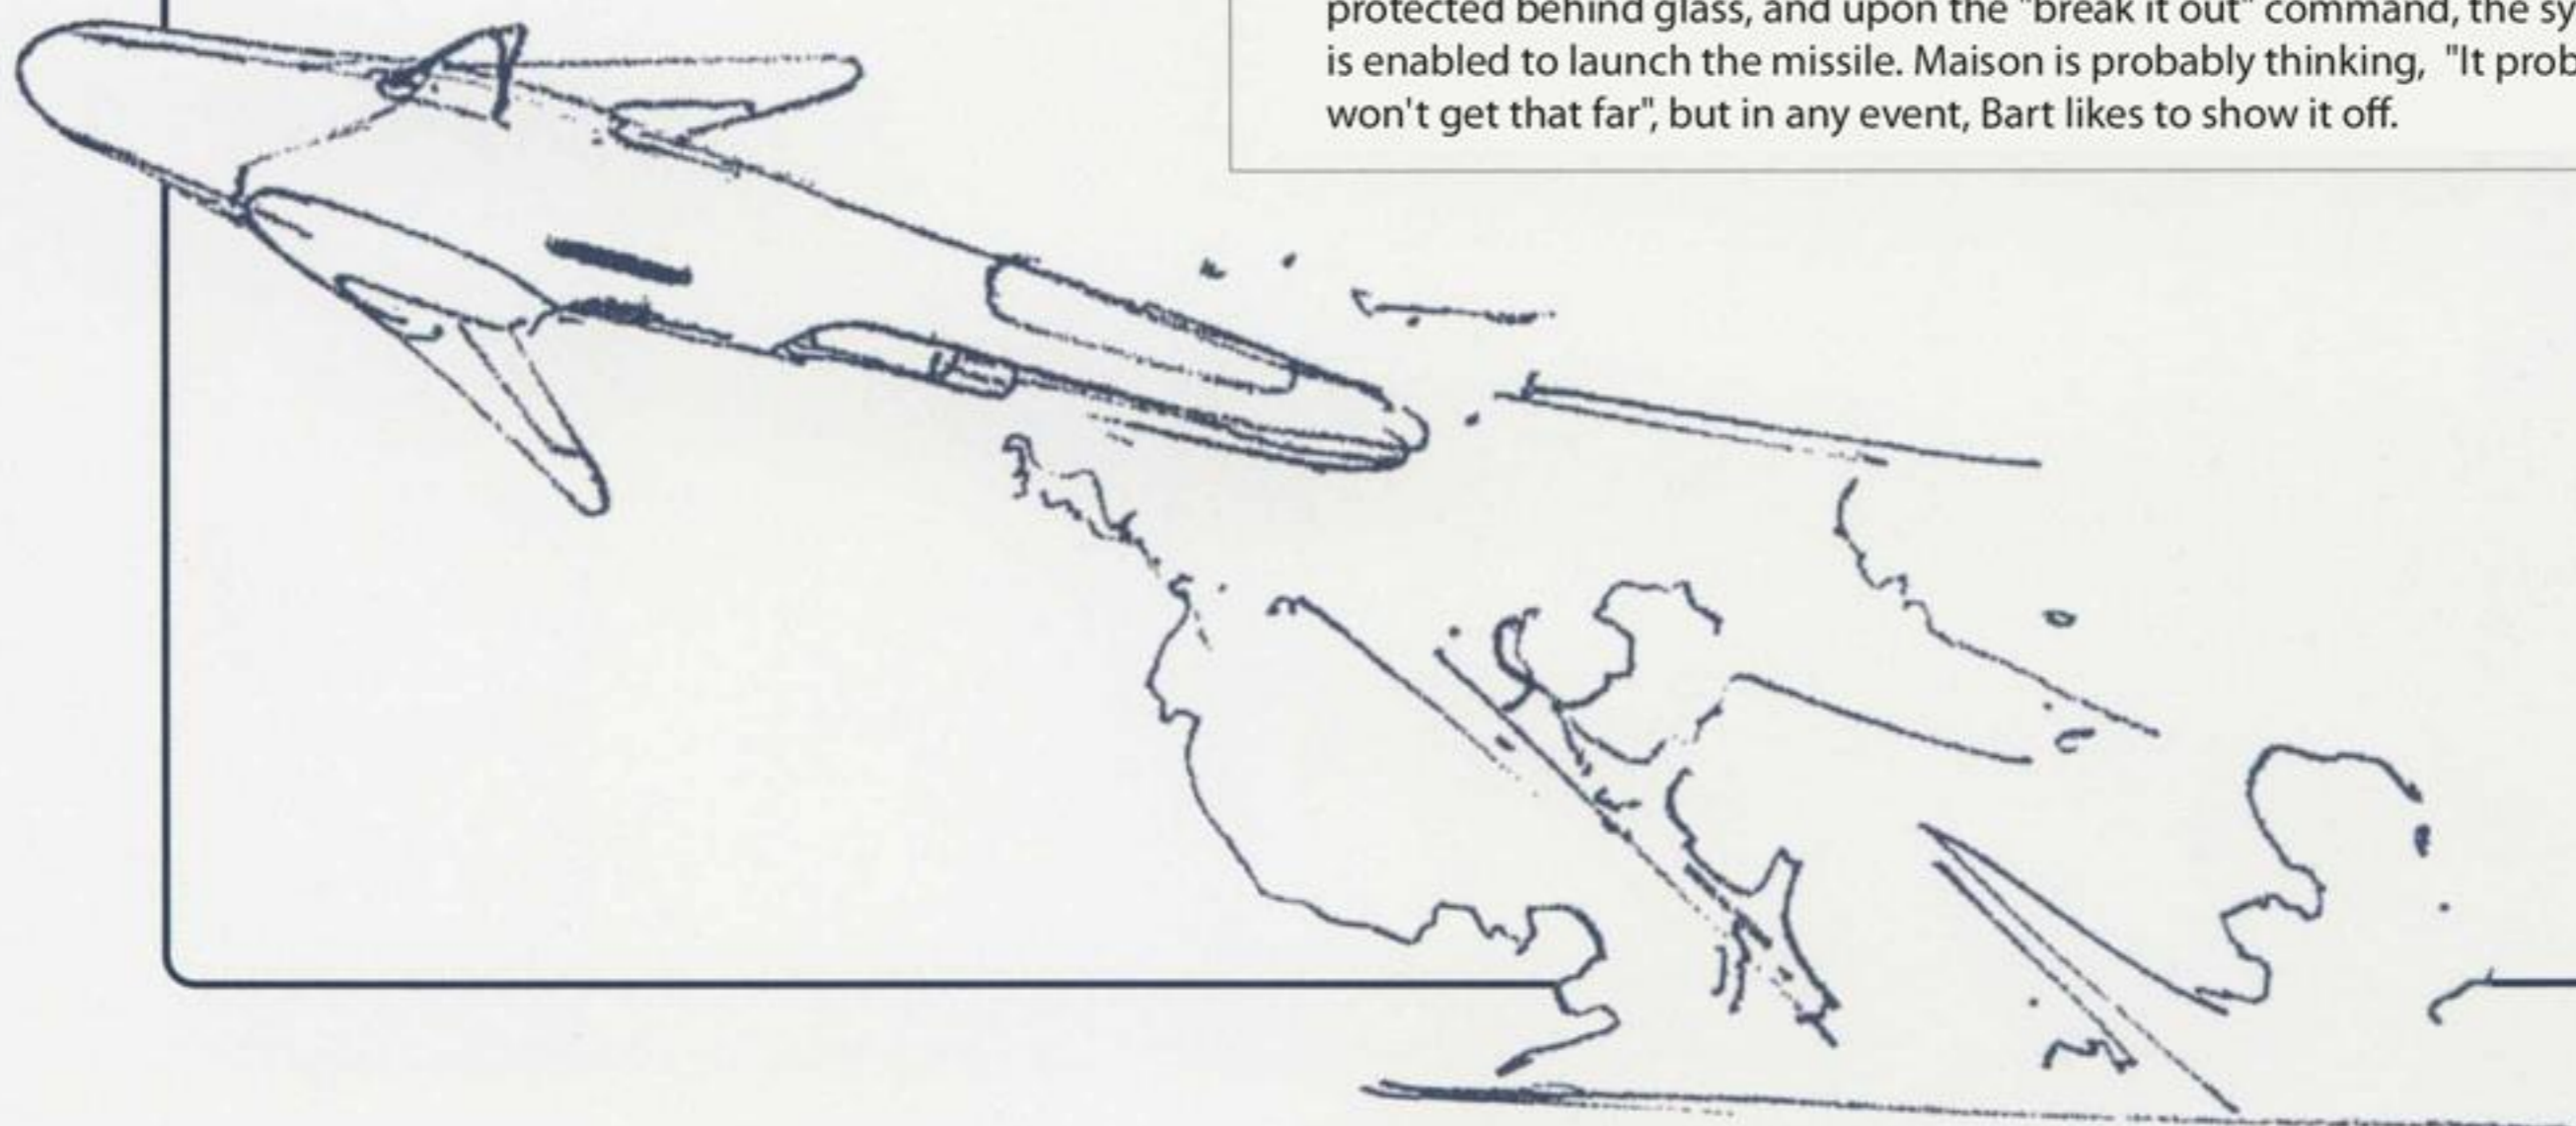 protected behind glass, and upon the "break it out" command, the sy
is enabled to launch the missile. Maison is probably thinking, "It prob
won't get that far", but in any event, Bart likes to show it off.